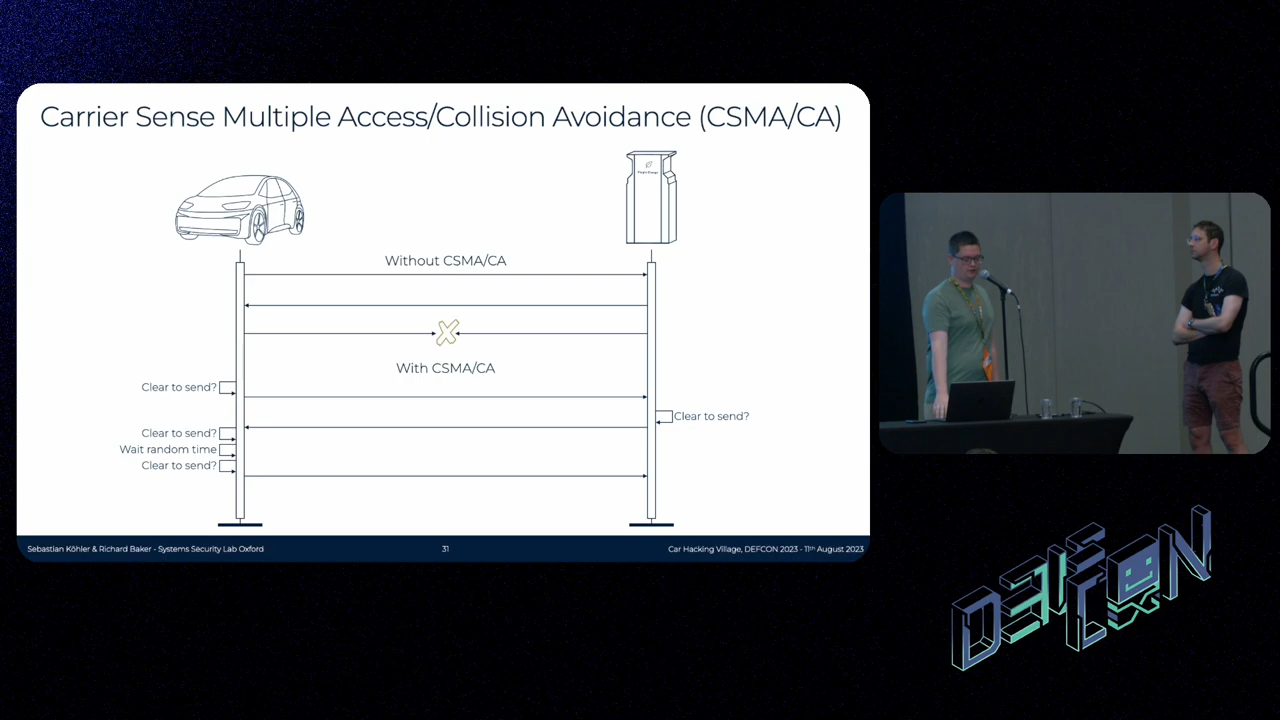 Carrier Sense Multiple Access/Collision Avoidance (CSMA/CA)
Without CSMA/CA
With CSMA/CA
Clear to send?
Clear to send?
Clear to send?
Wait random time
Clear to send?
Sebastian Köhler & Richard Baker - Systems Security Lab Oxford
31
Car Hacking Village, DEFCON 2023 - 11th August 2023
DEFCON